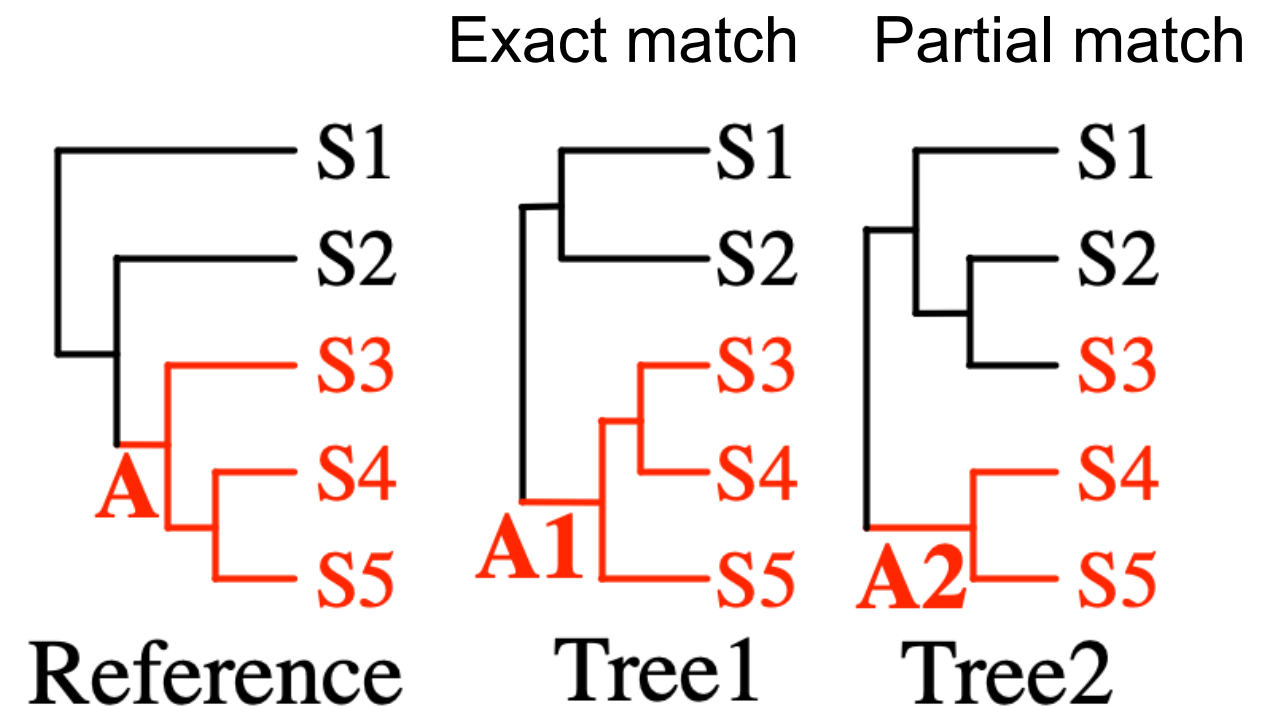 Exact match Partial match
S1 S1 S1
S2 S2 S2
S3 S3 S3
A S4 S4 S4
A1 A2
S5 S5 S5
Reference Tree1 Tree2